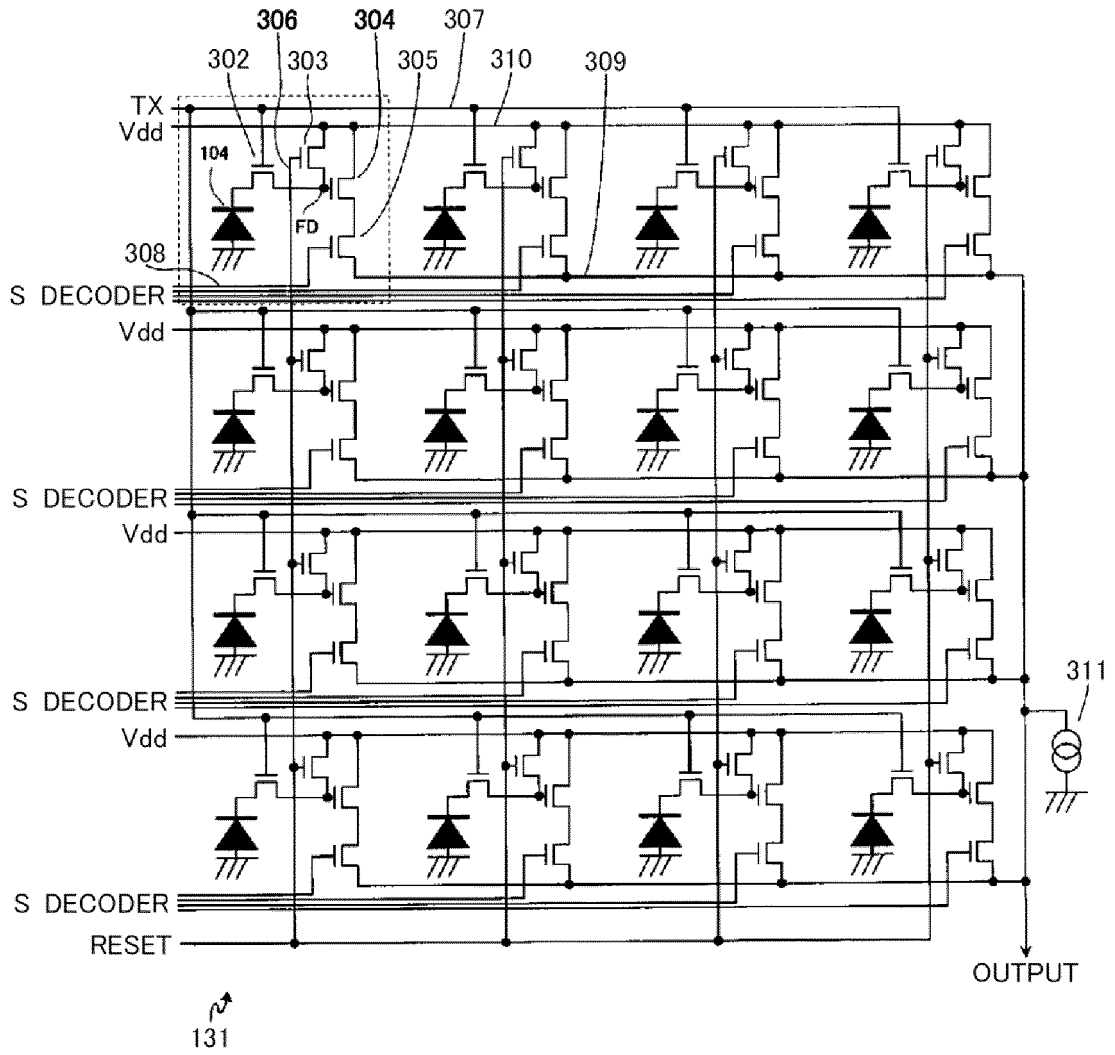 306 304 307
302 303 305 310 309
TX
Vdd
104
FD
308
S DECODER
Vdd
S DECODER
Vdd
S DECODER
311
Vdd
S DECODER
RESET
OUTPUT
131